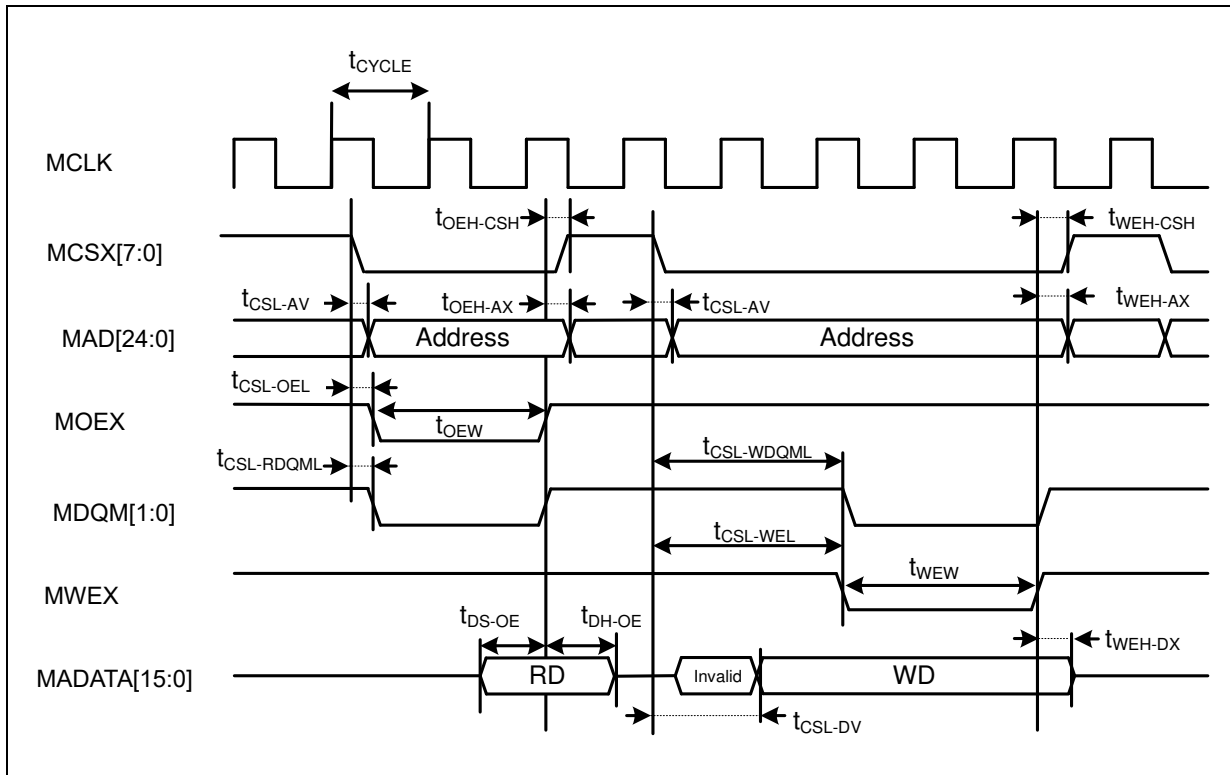 tCYCLE
MCLK
tOEH-CSH
tWEH-CSH
MCSX[7:0]
tCSL-AV
tOEH-AX
tCSL-AV
tWEH-AX
MAD[24:0]
Address
Address
tCSL-OEL
MOEX
tOEW
tCSL-RDQML
tCSL-WDQML
MDQM[1:0]
tCSL-WEL
MWEX
tWEW
tDS-OE
tDH-OE
tWEH-DX
MADATA[15:0]
RD
Invalid
WD
tCSL-DV